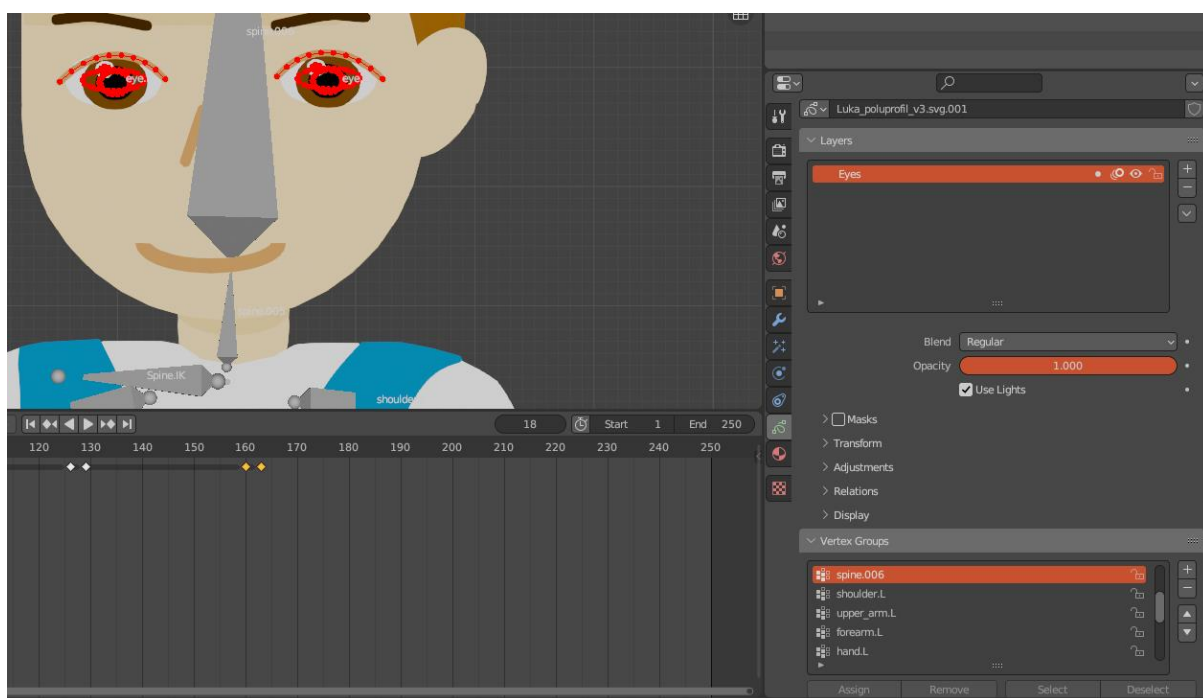 spine.006
eye.
eye.
spine.005
Spine.IK
shoulde
18 Start 1 End 250
120 130 140 150 160 170 180 190 200 210 220 230 240 250
Luka_poluprofil_v3.svg.001
Layers
Eyes
Blend Regular
Opacity 1.000
Use Lights
Masks
Transform
Adjustments
Relations
Display
Vertex Groups
spine.006
shoulder.L
upper_arm.L
forearm.L
hand.L
Assign Remove Select Deselect